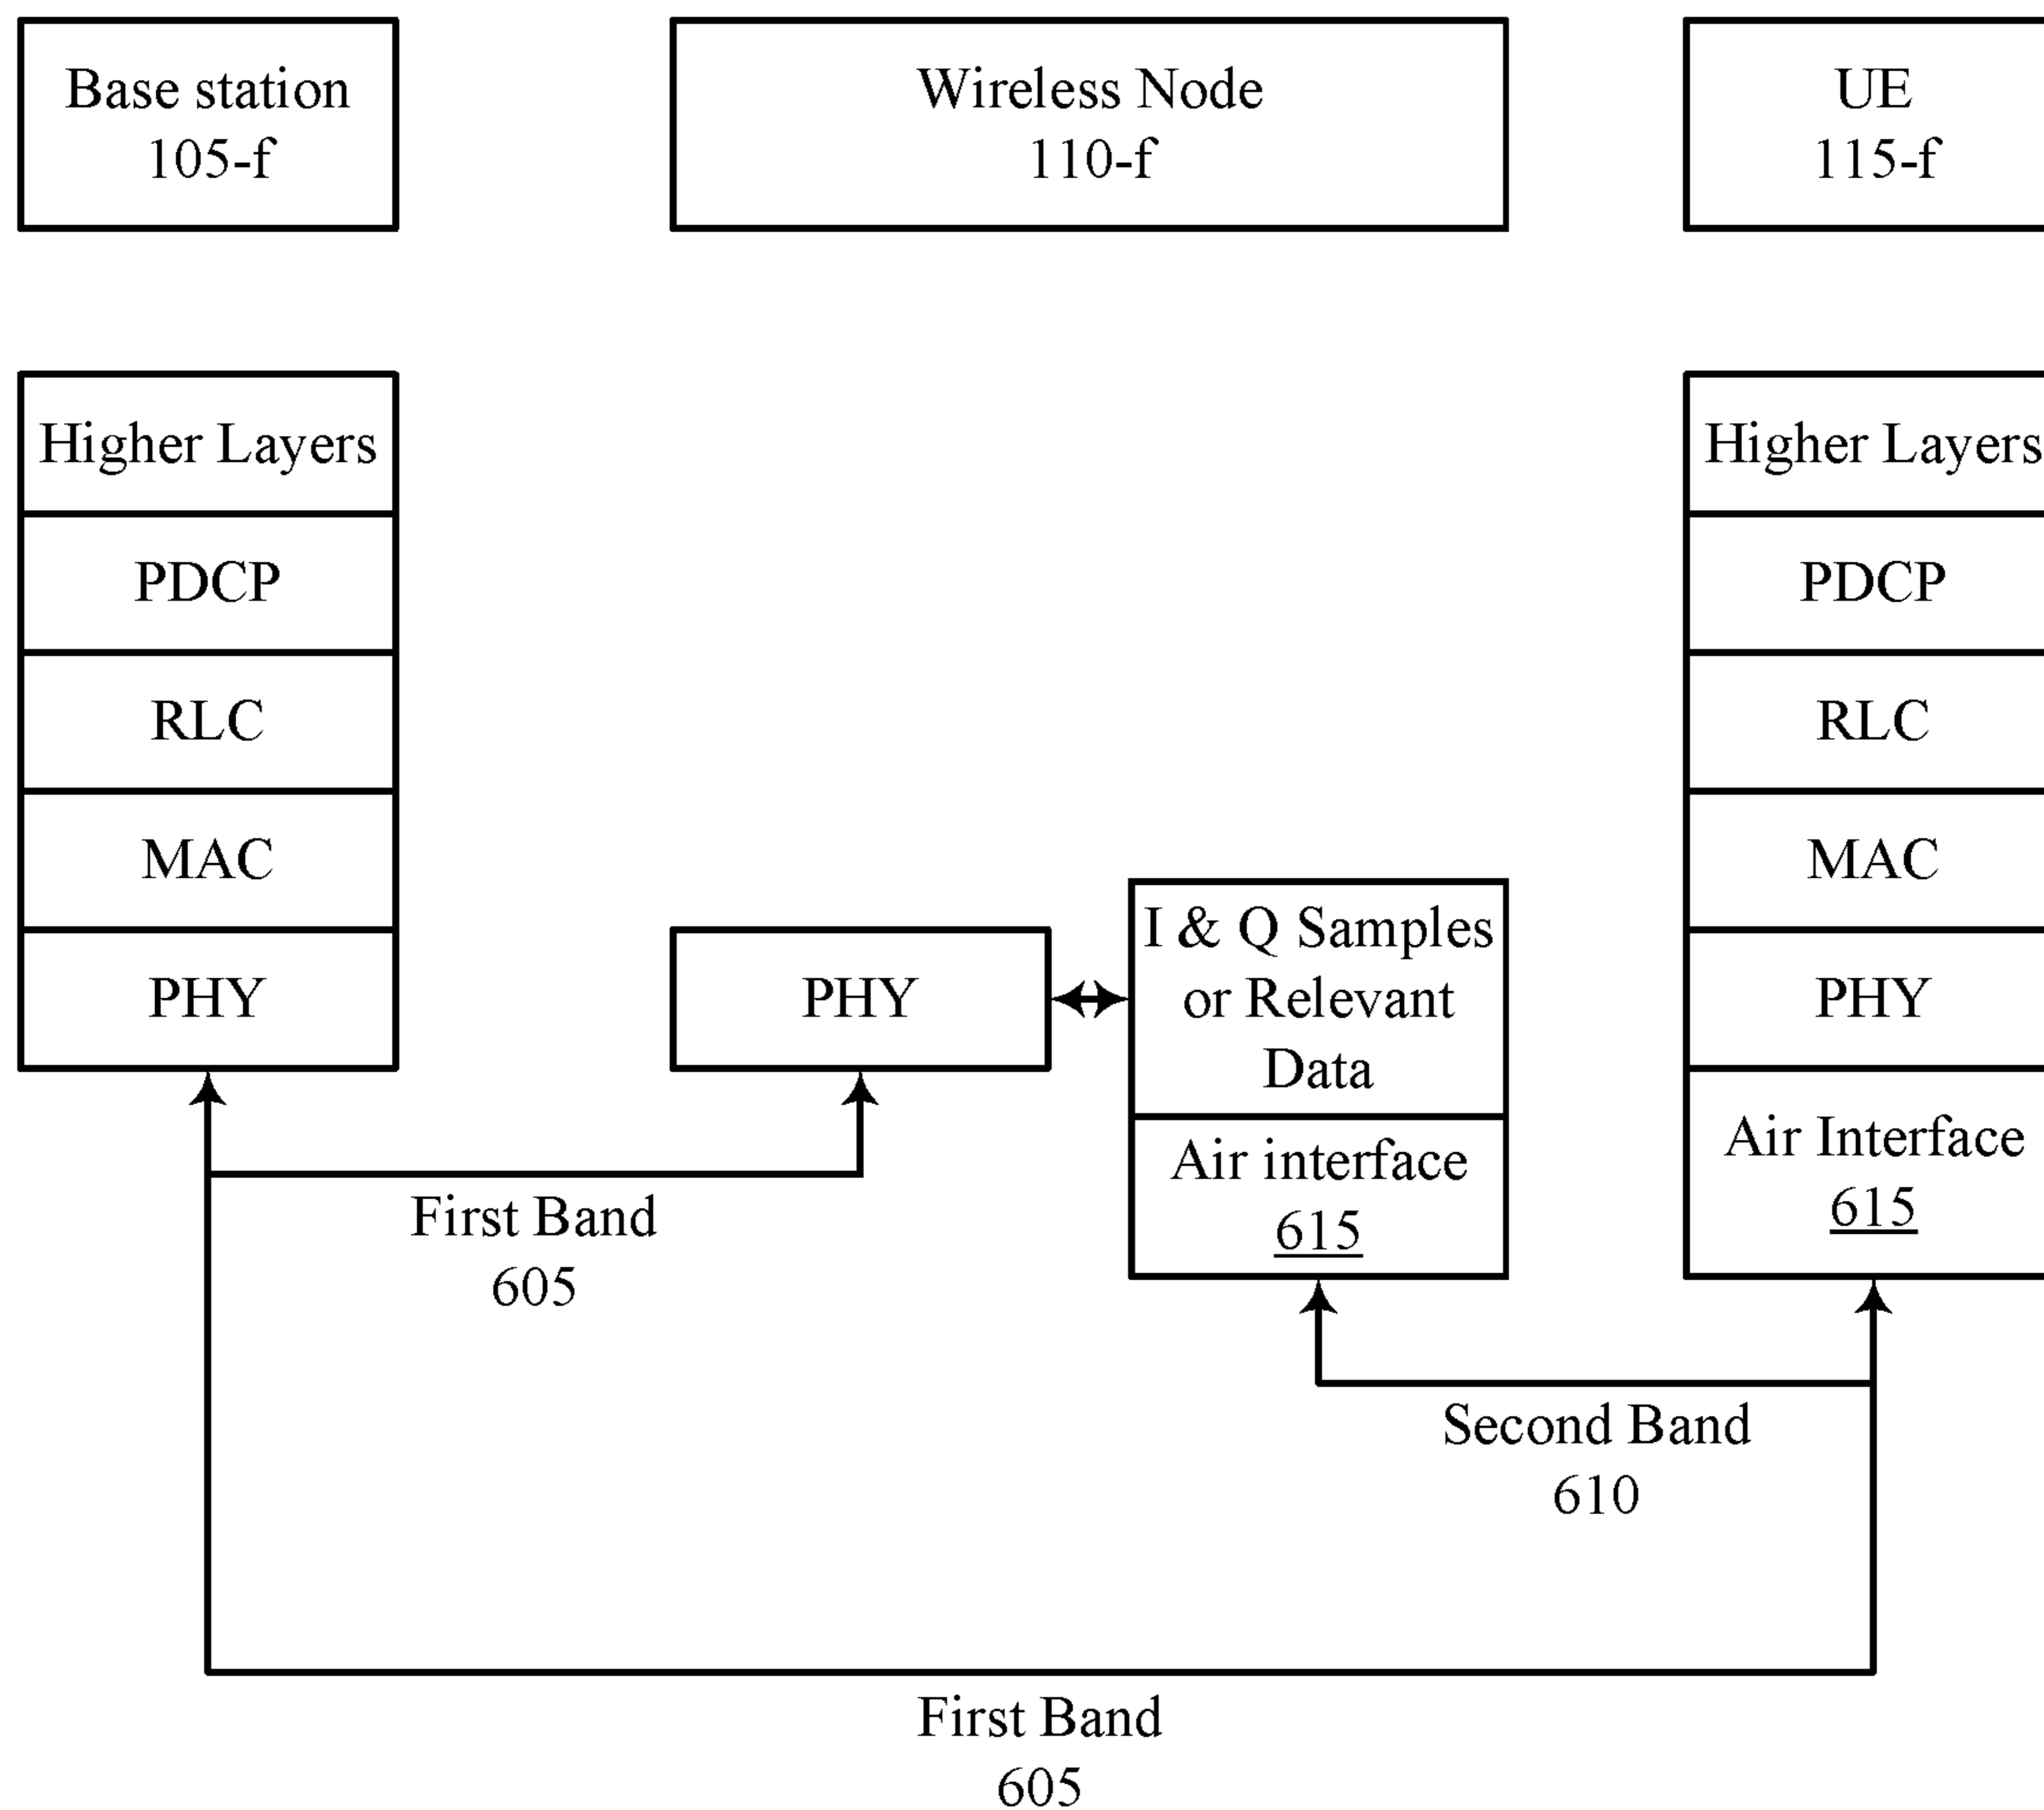 Base station
105-f
Wireless Node
110-f
UE
115-f
Higher Layers
PDCP
RLC
MAC
PHY
PHY
I & Q Samples
or Relevant
Data
Air interface
615
Higher Layers
PDCP
RLC
MAC
PHY
Air Interface
615
First Band
605
Second Band
610
First Band
605